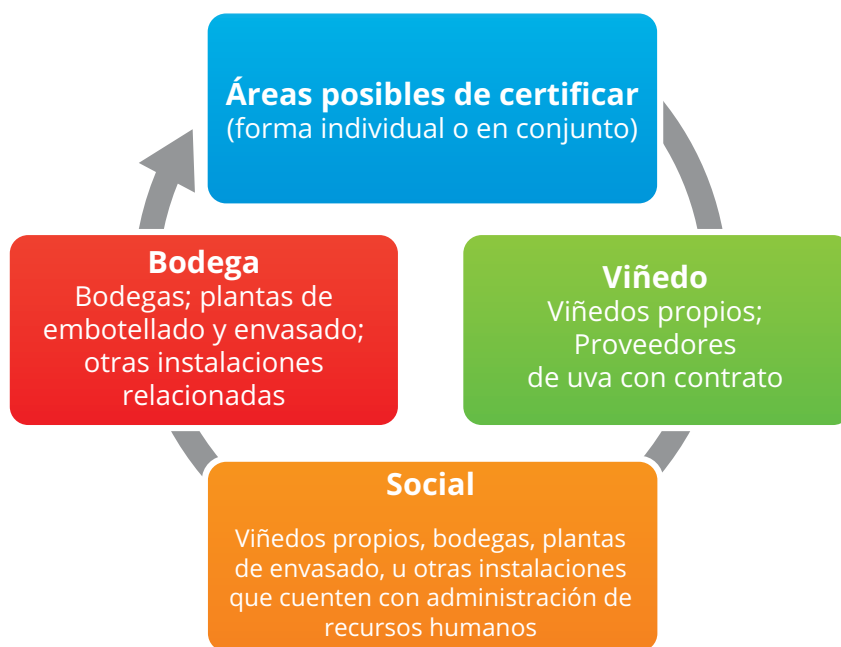 Áreas posibles de certificar
(forma individual o en conjunto)
Viñedo
Viñedos propios;
Proveedores
de uva con contrato
Social
Viñedos propios, bodegas, plantas
de envasado, u otras instalaciones
que cuenten con administración de
recursos humanos
Bodega
Bodegas; plantas de
embotellado y envasado;
otras instalaciones
relacionadas